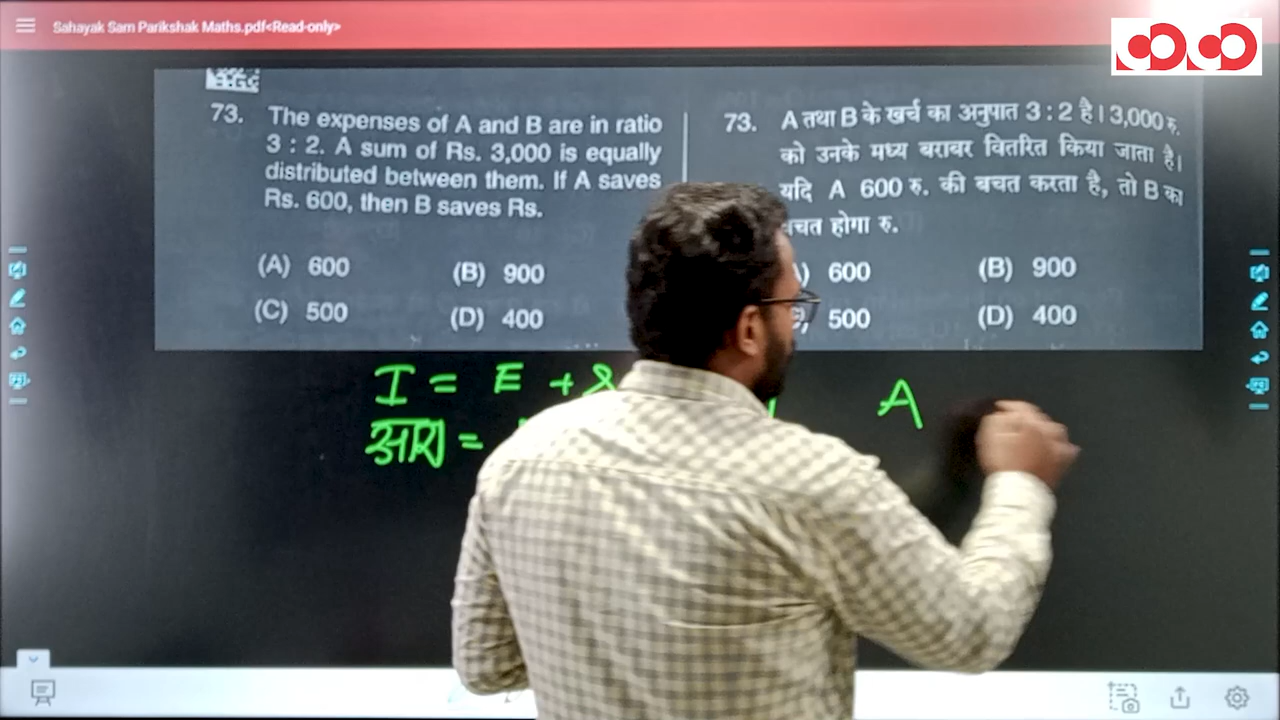 Sahayak Sam Parikshak Maths.pdf<Read-only>
73. The expenses of A and B are in ratio
3 : 2. A sum of Rs. 3,000 is equally
distributed between them. If A saves
Rs. 600, then B saves Rs.
(A) 600 (B) 900
(C) 500 (D) 400
73. A तथा B के खर्च का अनुपात 3 : 2 है। 3,000 रु.
को उनके मध्य बराबर वितरित किया जाता है।
यदि A 600 रु. की बचत करता है, तो B का
बचत होगा रु.
600 (B) 900
500 (D) 400
I = E + S
आय =
A